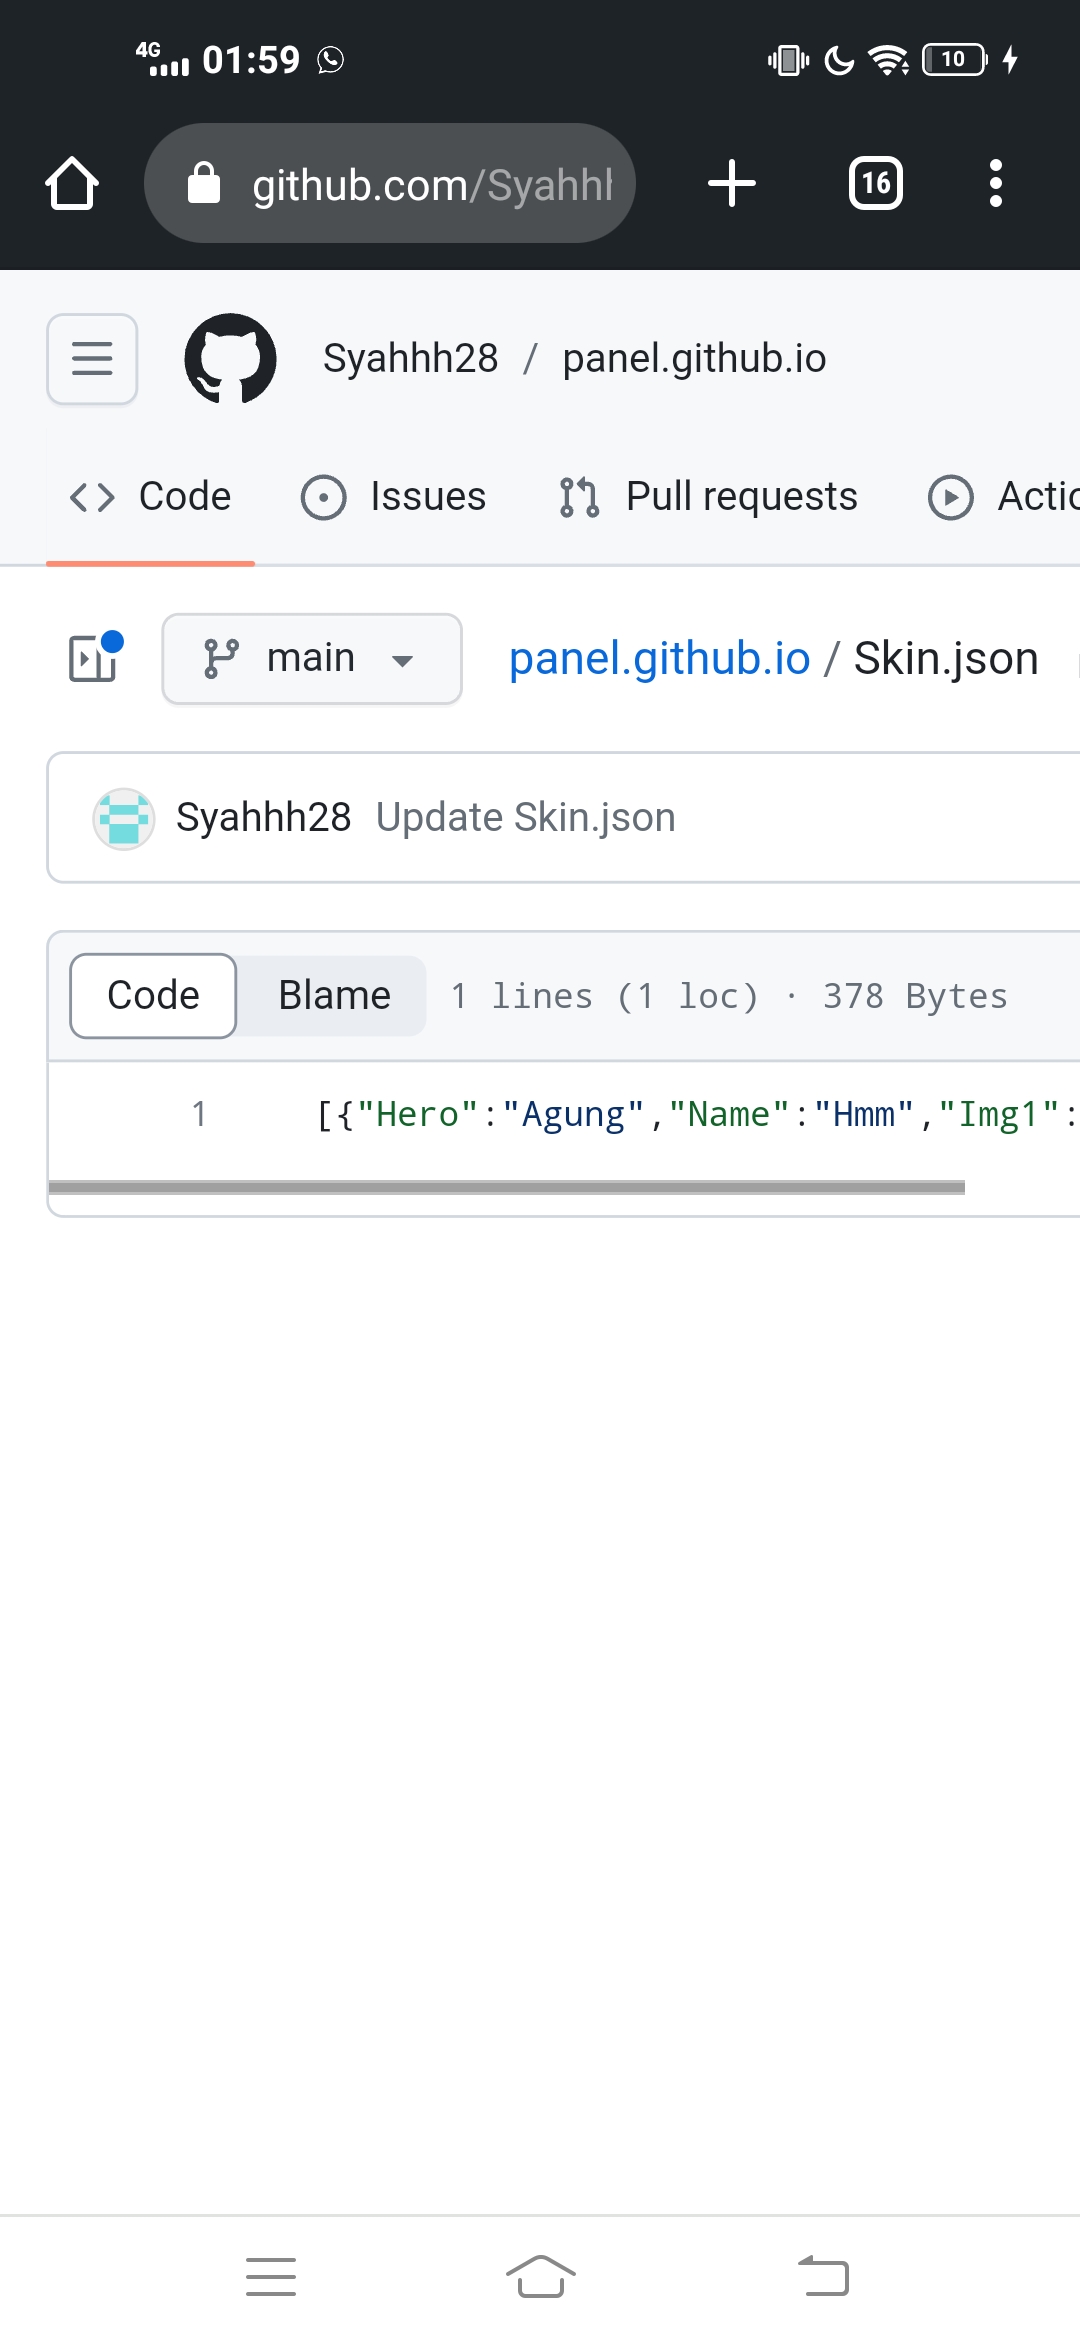 4G 01:59 10
github.com/Syahhh 16
Syahhh28 / panel.github.io
Code Issues Pull requests Actio
main panel.github.io / Skin.json
Syahhh28 Update Skin.json
Code Blame 1 lines (1 loc) · 378 Bytes
1 [{"Hero":"Agung","Name":"Hmm","Img1":